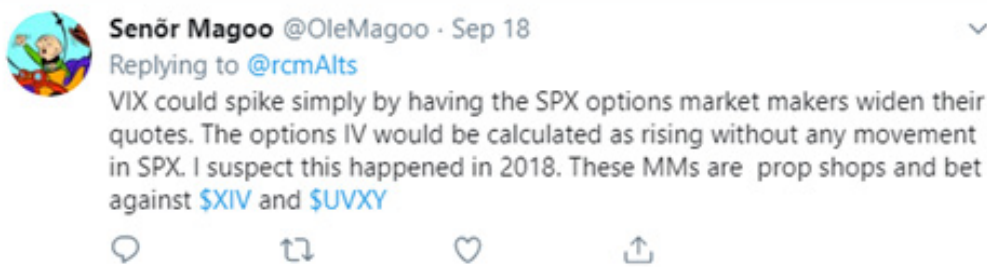 Senõr Magoo @OleMagoo · Sep 18
Replying to @rcmAlts
VIX could spike simply by having the SPX options market makers widen their
quotes. The options IV would be calculated as rising without any movement
in SPX. I suspect this happened in 2018. These MMs are  prop shops and bet
against $XIV and $UVXY